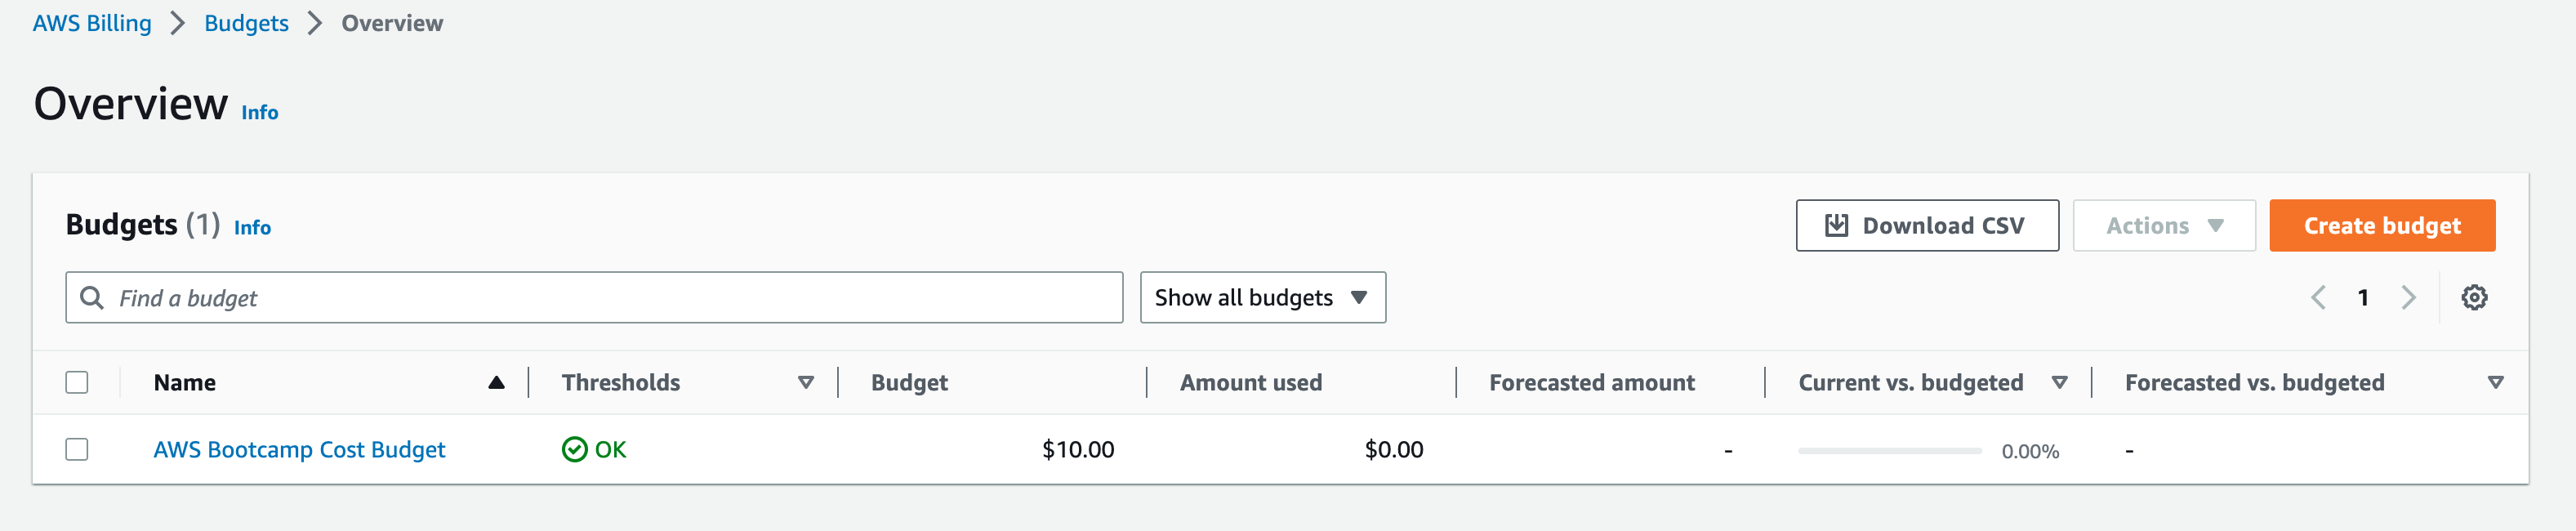 AWS Billing > Budgets > Overview
Overview Info
Budgets (1) Info
Download CSV
Actions
Create budget
Find a budget
Show all budgets
1
Name Thresholds Budget Amount used Forecasted amount Current vs. budgeted Forecasted vs. budgeted
AWS Bootcamp Cost Budget OK $10.00 $0.00 - 0.00% -